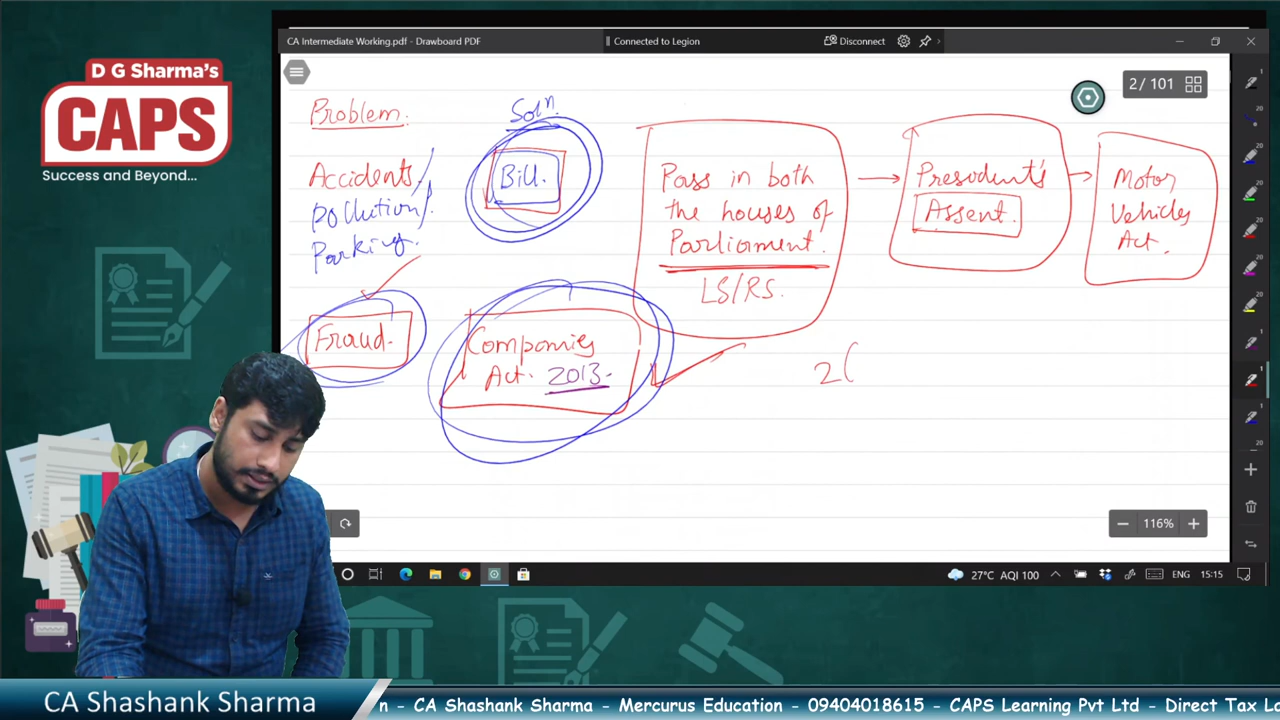 D G Sharma's
CAPS
Success and Beyond...
CA Intermediate Working.pdf - Drawboard PDF
Connected to Legion
Disconnect
2 / 101
Problem.
Soln.
Accidents
pollution
Parking.
Bill.
Pass in both
the houses of
Parliament.
LS/RS.
Presodent's
Assent.
Motor
Vehicles
Act.
Fraud.
Companies
Act. 2013.
2(
116%
27°C AQI 100
ENG
15:15
CA Shashank Sharma
n - CA Shashank Sharma - Mercurus Education - 09404018615 - CAPS Learning Pvt Ltd - Direct Tax La